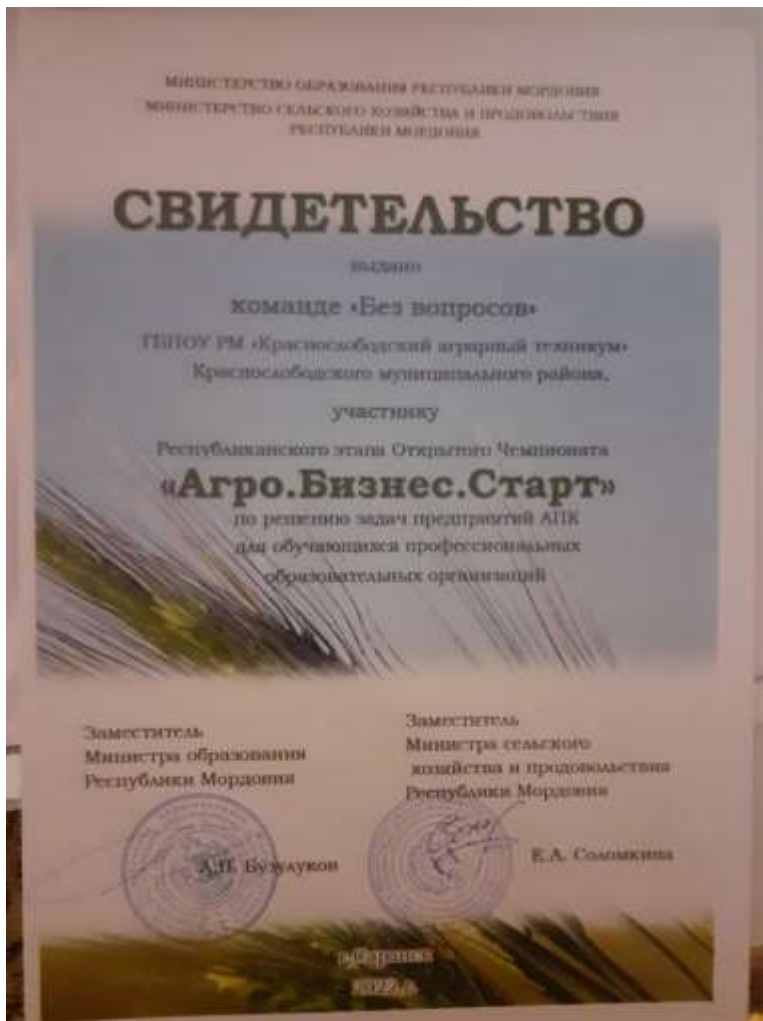 МИНИСТЕРСТВО ОБРАЗОВАНИЯ РЕСПУБЛИКИ МОРДОВИЯ
МИНИСТЕРСТВО СЕЛЬСКОГО ХОЗЯЙСТВА И ПРОДОВОЛЬСТВИЯ
РЕСПУБЛИКИ МОРДОВИЯ
СВИДЕТЕЛЬСТВО
выдано
команде «Без вопросов»
ГБПОУ РМ «Краснослободский аграрный техникум»
Краснослободского муниципального района,
участнику
Республиканского этапа Открытого Чемпионата
«Агро.Бизнес.Старт»
по решению задач предприятий АПК
для обучающихся профессиональных
образовательных организаций
Заместитель
Министра образования
Республики Мордовия
Заместитель
Министра сельского
хозяйства и продовольствия
Республики Мордовия
Бузулуков
Е.А. Соломкина
г.Саранск